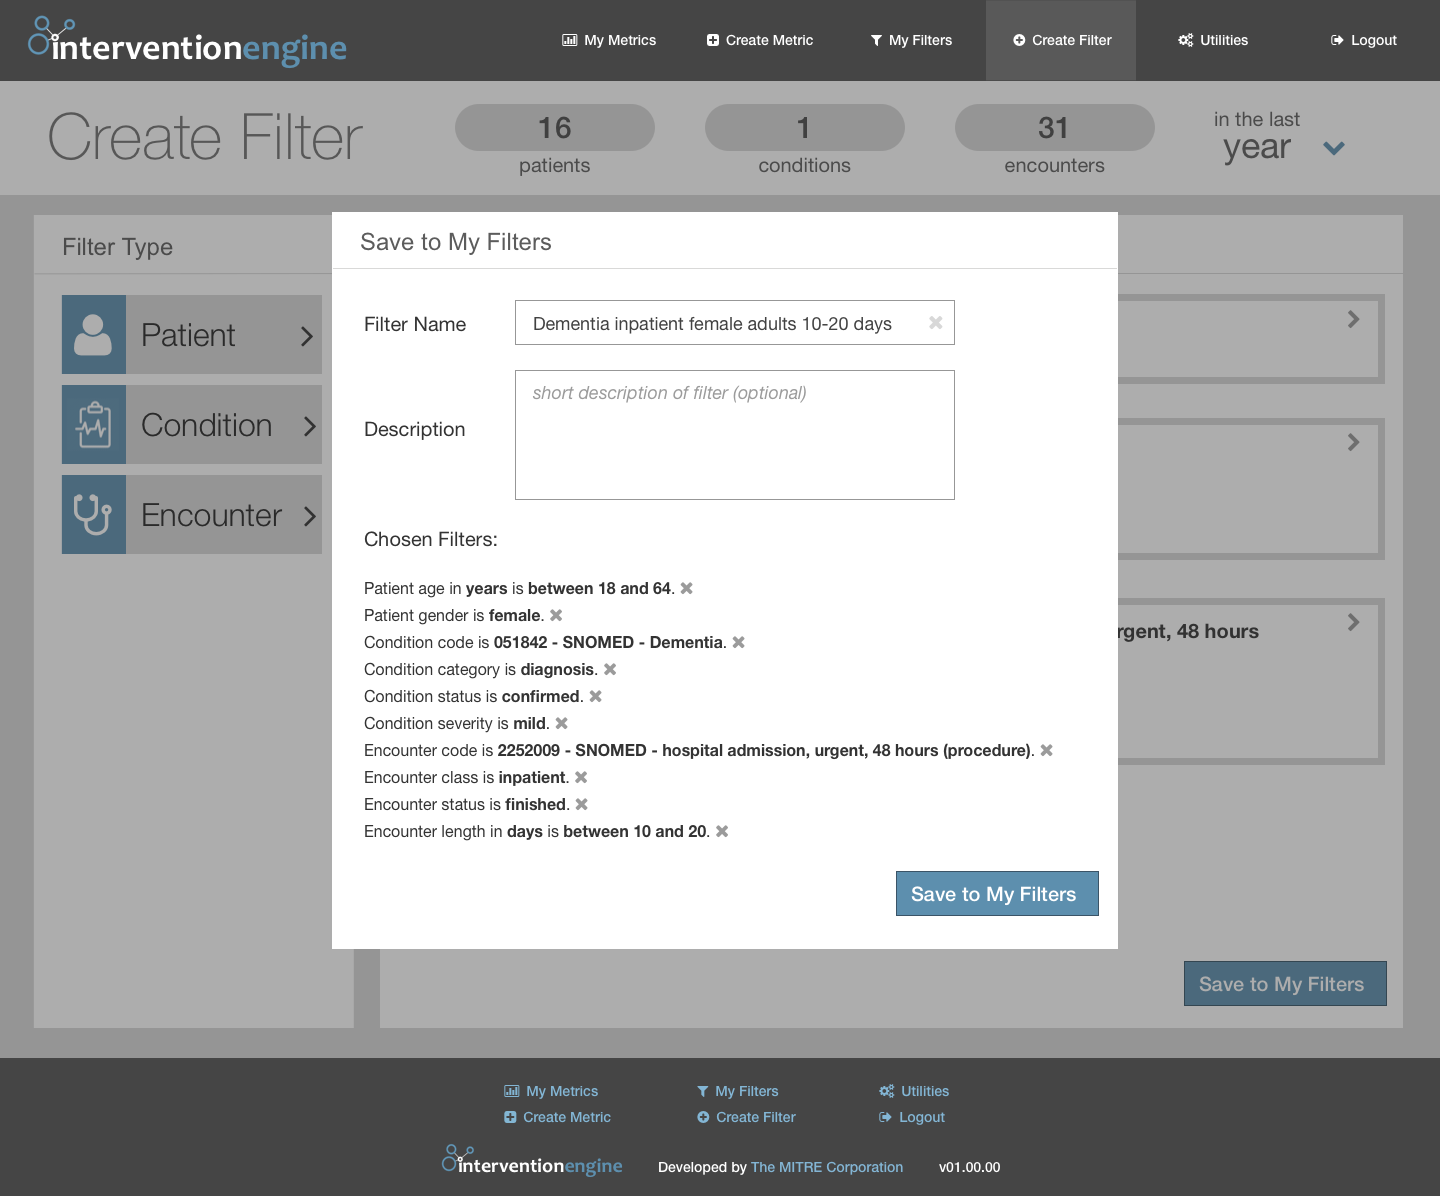 interventionengine
My Metrics
Create Metric
My Filters
Create Filter
Utilities
Logout
Create Filter
16
patients
1
conditions
31
encounters
in the last
year
Filter Type
Patient
Condition
Encounter
Save to My Filters
Filter Name
Dementia inpatient female adults 10-20 days
Description
short description of filter (optional)
Chosen Filters:
Patient age in years is between 18 and 64.
Patient gender is female.
Condition code is 051842 - SNOMED - Dementia.
Condition category is diagnosis.
Condition status is confirmed.
Condition severity is mild.
Encounter code is 2252009 - SNOMED - hospital admission, urgent, 48 hours (procedure).
Encounter class is inpatient.
Encounter status is finished.
Encounter length in days is between 10 and 20.
Save to My Filters
rgent, 48 hours
Save to My Filters
My Metrics
My Filters
Utilities
Create Metric
Create Filter
Logout
interventionengine
Developed by The MITRE Corporation
v01.00.00